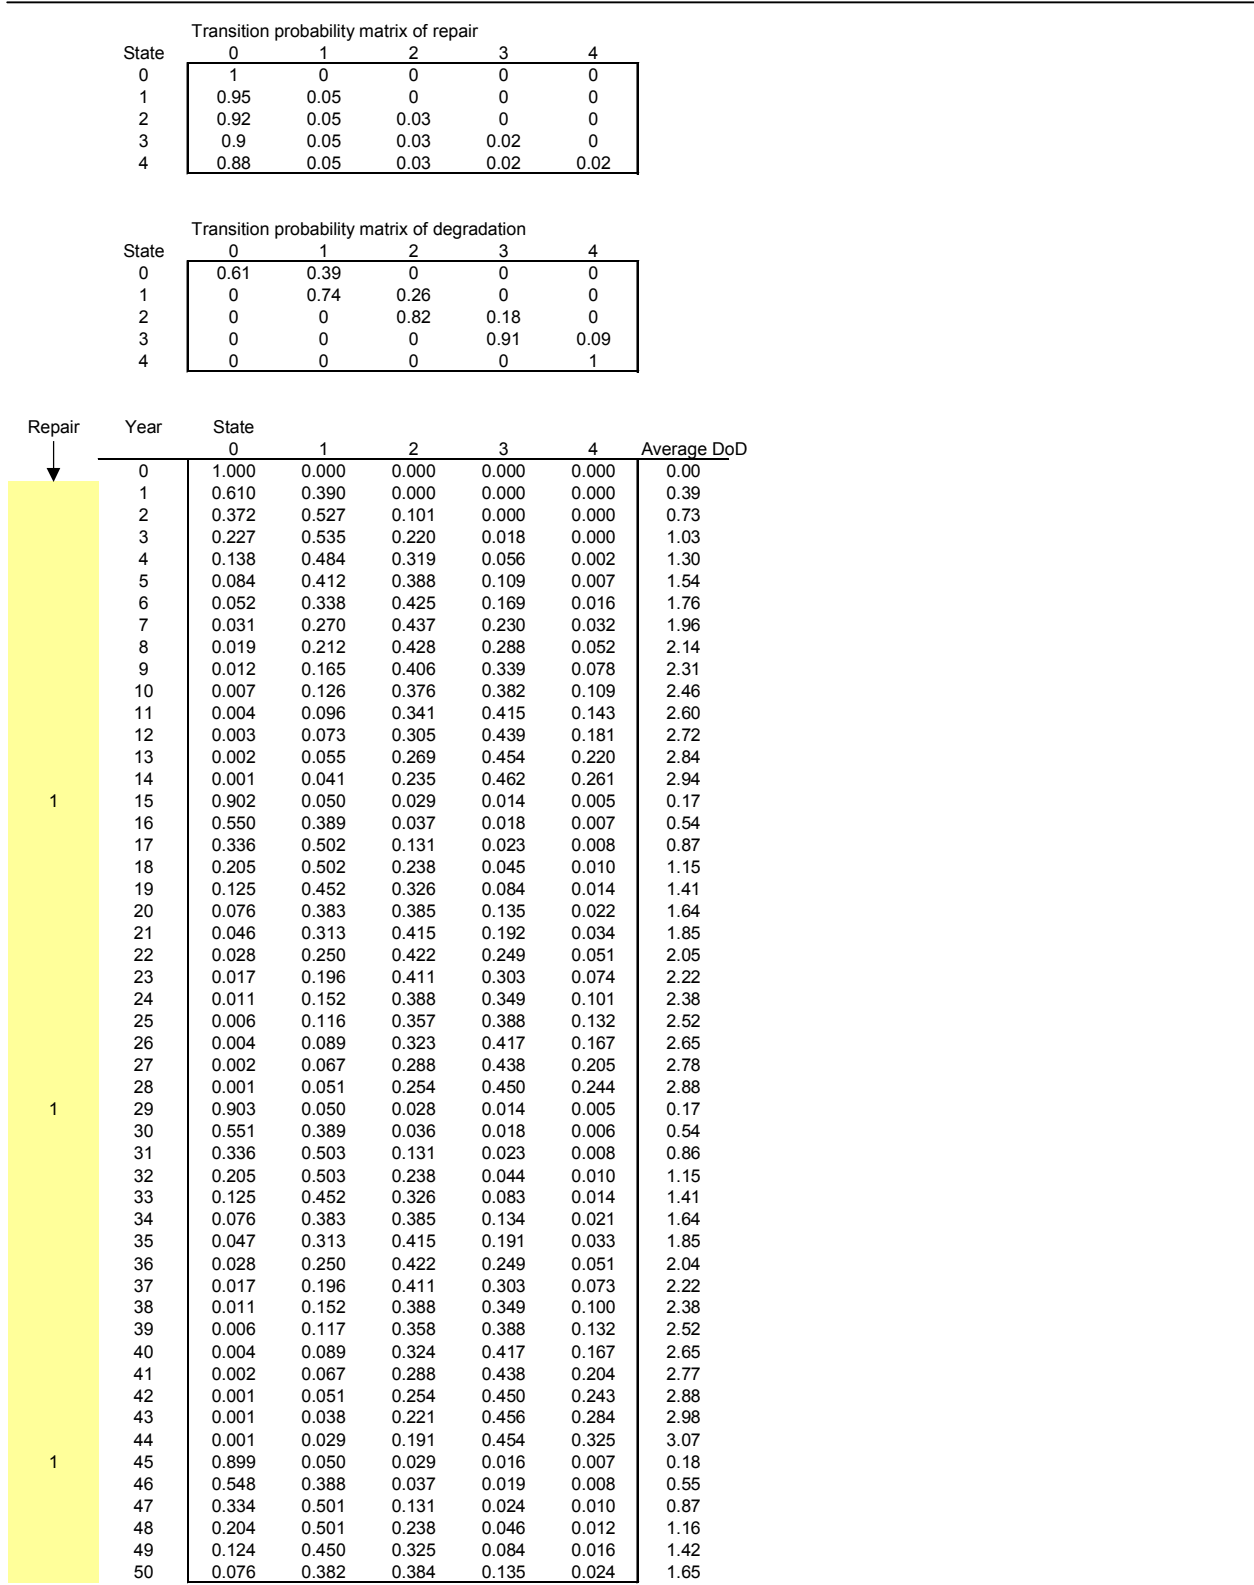 Transition probability matrix of repair
State 0 1 2 3 4
0 1 0 0 0 0
1 0.95 0.05 0 0 0
2 0.92 0.05 0.03 0 0
3 0.9 0.05 0.03 0.02 0
4 0.88 0.05 0.03 0.02 0.02
Transition probability matrix of degradation
State 0 1 2 3 4
0 0.61 0.39 0 0 0
1 0 0.74 0.26 0 0
2 0 0 0.82 0.18 0
3 0 0 0 0.91 0.09
4 0 0 0 0 1
Repair Year State
0 1 2 3 4 Average DoD
0 1.000 0.000 0.000 0.000 0.000 0.00
1 0.610 0.390 0.000 0.000 0.000 0.39
2 0.372 0.527 0.101 0.000 0.000 0.73
3 0.227 0.535 0.220 0.018 0.000 1.03
4 0.138 0.484 0.319 0.056 0.002 1.30
5 0.084 0.412 0.388 0.109 0.007 1.54
6 0.052 0.338 0.425 0.169 0.016 1.76
7 0.031 0.270 0.437 0.230 0.032 1.96
8 0.019 0.212 0.428 0.288 0.052 2.14
9 0.012 0.165 0.406 0.339 0.078 2.31
10 0.007 0.126 0.376 0.382 0.109 2.46
11 0.004 0.096 0.341 0.415 0.143 2.60
12 0.003 0.073 0.305 0.439 0.181 2.72
13 0.002 0.055 0.269 0.454 0.220 2.84
14 0.001 0.041 0.235 0.462 0.261 2.94
1 15 0.902 0.050 0.029 0.014 0.005 0.17
16 0.550 0.389 0.037 0.018 0.007 0.54
17 0.336 0.502 0.131 0.023 0.008 0.87
18 0.205 0.502 0.238 0.045 0.010 1.15
19 0.125 0.452 0.326 0.084 0.014 1.41
20 0.076 0.383 0.385 0.135 0.022 1.64
21 0.046 0.313 0.415 0.192 0.034 1.85
22 0.028 0.250 0.422 0.249 0.051 2.05
23 0.017 0.196 0.411 0.303 0.074 2.22
24 0.011 0.152 0.388 0.349 0.101 2.38
25 0.006 0.116 0.357 0.388 0.132 2.52
26 0.004 0.089 0.323 0.417 0.167 2.65
27 0.002 0.067 0.288 0.438 0.205 2.78
28 0.001 0.051 0.254 0.450 0.244 2.88
1 29 0.903 0.050 0.028 0.014 0.005 0.17
30 0.551 0.389 0.036 0.018 0.006 0.54
31 0.336 0.503 0.131 0.023 0.008 0.86
32 0.205 0.503 0.238 0.044 0.010 1.15
33 0.125 0.452 0.326 0.083 0.014 1.41
34 0.076 0.383 0.385 0.134 0.021 1.64
35 0.047 0.313 0.415 0.191 0.033 1.85
36 0.028 0.250 0.422 0.249 0.051 2.04
37 0.017 0.196 0.411 0.303 0.073 2.22
38 0.011 0.152 0.388 0.349 0.100 2.38
39 0.006 0.117 0.358 0.388 0.132 2.52
40 0.004 0.089 0.324 0.417 0.167 2.65
41 0.002 0.067 0.288 0.438 0.204 2.77
42 0.001 0.051 0.254 0.450 0.243 2.88
43 0.001 0.038 0.221 0.456 0.284 2.98
44 0.001 0.029 0.191 0.454 0.325 3.07
1 45 0.899 0.050 0.029 0.016 0.007 0.18
46 0.548 0.388 0.037 0.019 0.008 0.55
47 0.334 0.501 0.131 0.024 0.010 0.87
48 0.204 0.501 0.238 0.046 0.012 1.16
49 0.124 0.450 0.325 0.084 0.016 1.42
50 0.076 0.382 0.384 0.135 0.024 1.65